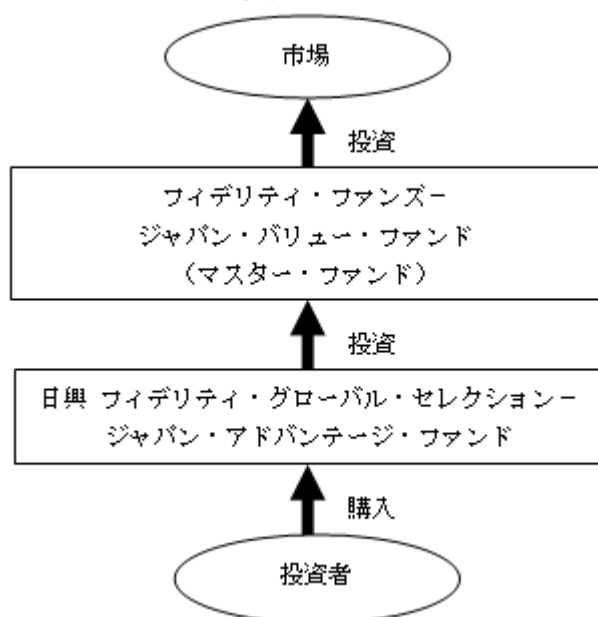 市場
投資
フィデリティ・ファンズ－
ジャパン・バリュー・ファンド
（マスター・ファンド）
投資
日興 フィデリティ・グローバル・セレクション－
ジャパン・アドバンテージ・ファンド
購入
投資者